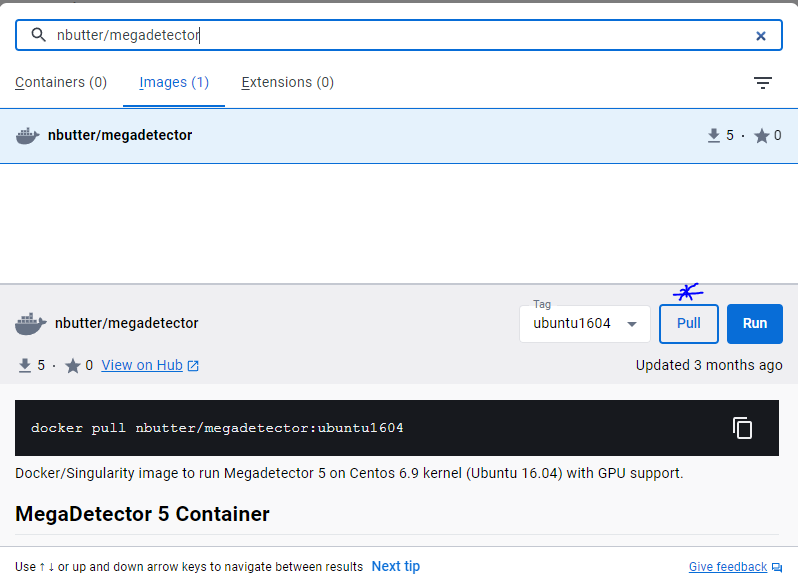 nbutter/megadetector
Containers (0) Images (1) Extensions (0)
nbutter/megadetector 5 · 0
Tag
nbutter/megadetector ubuntu1604 Pull Run
5 · 0 View on Hub Updated 3 months ago
docker pull nbutter/megadetector:ubuntu1604
Docker/Singularity image to run Megadetector 5 on Centos 6.9 kernel (Ubuntu 16.04) with GPU support.
MegaDetector 5 Container
Use ↑ ↓ or up and down arrow keys to navigate between results Next tip Give feedback